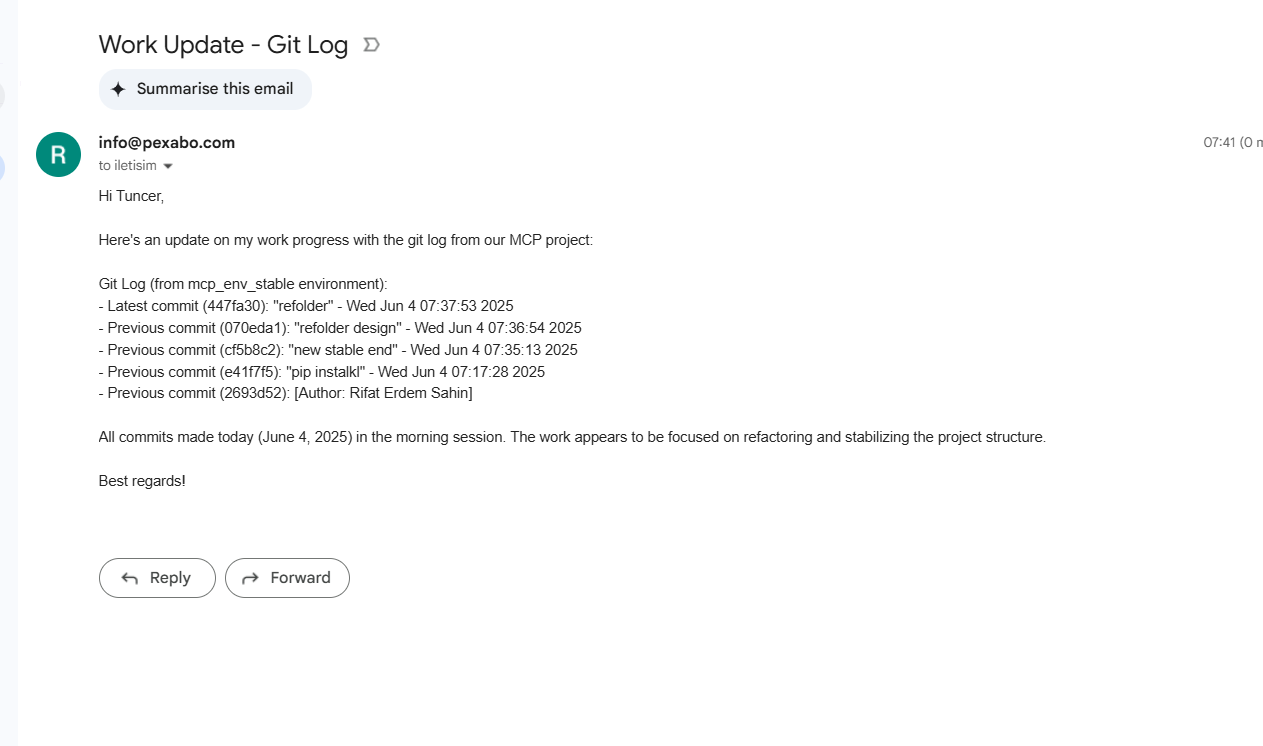 Work Update - Git Log
Summarise this email
R
info@pexabo.com
07:41 (0 m
to iletisim
Hi Tuncer,
Here's an update on my work progress with the git log from our MCP project:
Git Log (from mcp_env_stable environment):
- Latest commit (447fa30): "refolder" - Wed Jun 4 07:37:53 2025
- Previous commit (070eda1): "refolder design" - Wed Jun 4 07:36:54 2025
- Previous commit (cf5b8c2): "new stable end" - Wed Jun 4 07:35:13 2025
- Previous commit (e41f7f5): "pip instalkl" - Wed Jun 4 07:17:28 2025
- Previous commit (2693d52): [Author: Rifat Erdem Sahin]
All commits made today (June 4, 2025) in the morning session. The work appears to be focused on refactoring and stabilizing the project structure.
Best regards!
Reply
Forward